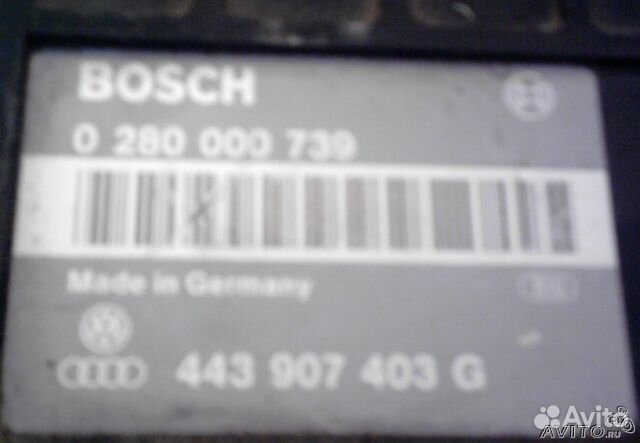 BOSCH
0 280 000 739
Made in Germany
443 907 403 G
Avito
AVITO.RU